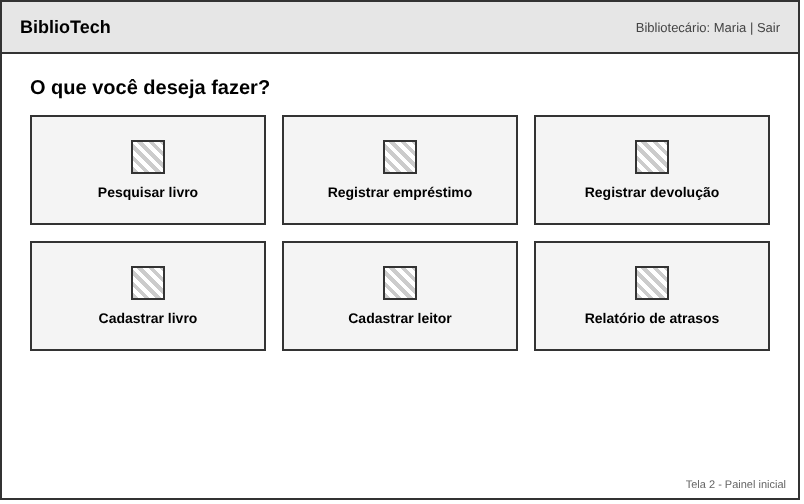 BiblioTech
Bibliotecário: Maria | Sair
O que você deseja fazer?
Pesquisar livro
Registrar empréstimo
Registrar devolução
Cadastrar livro
Cadastrar leitor
Relatório de atrasos
Tela 2 - Painel inicial